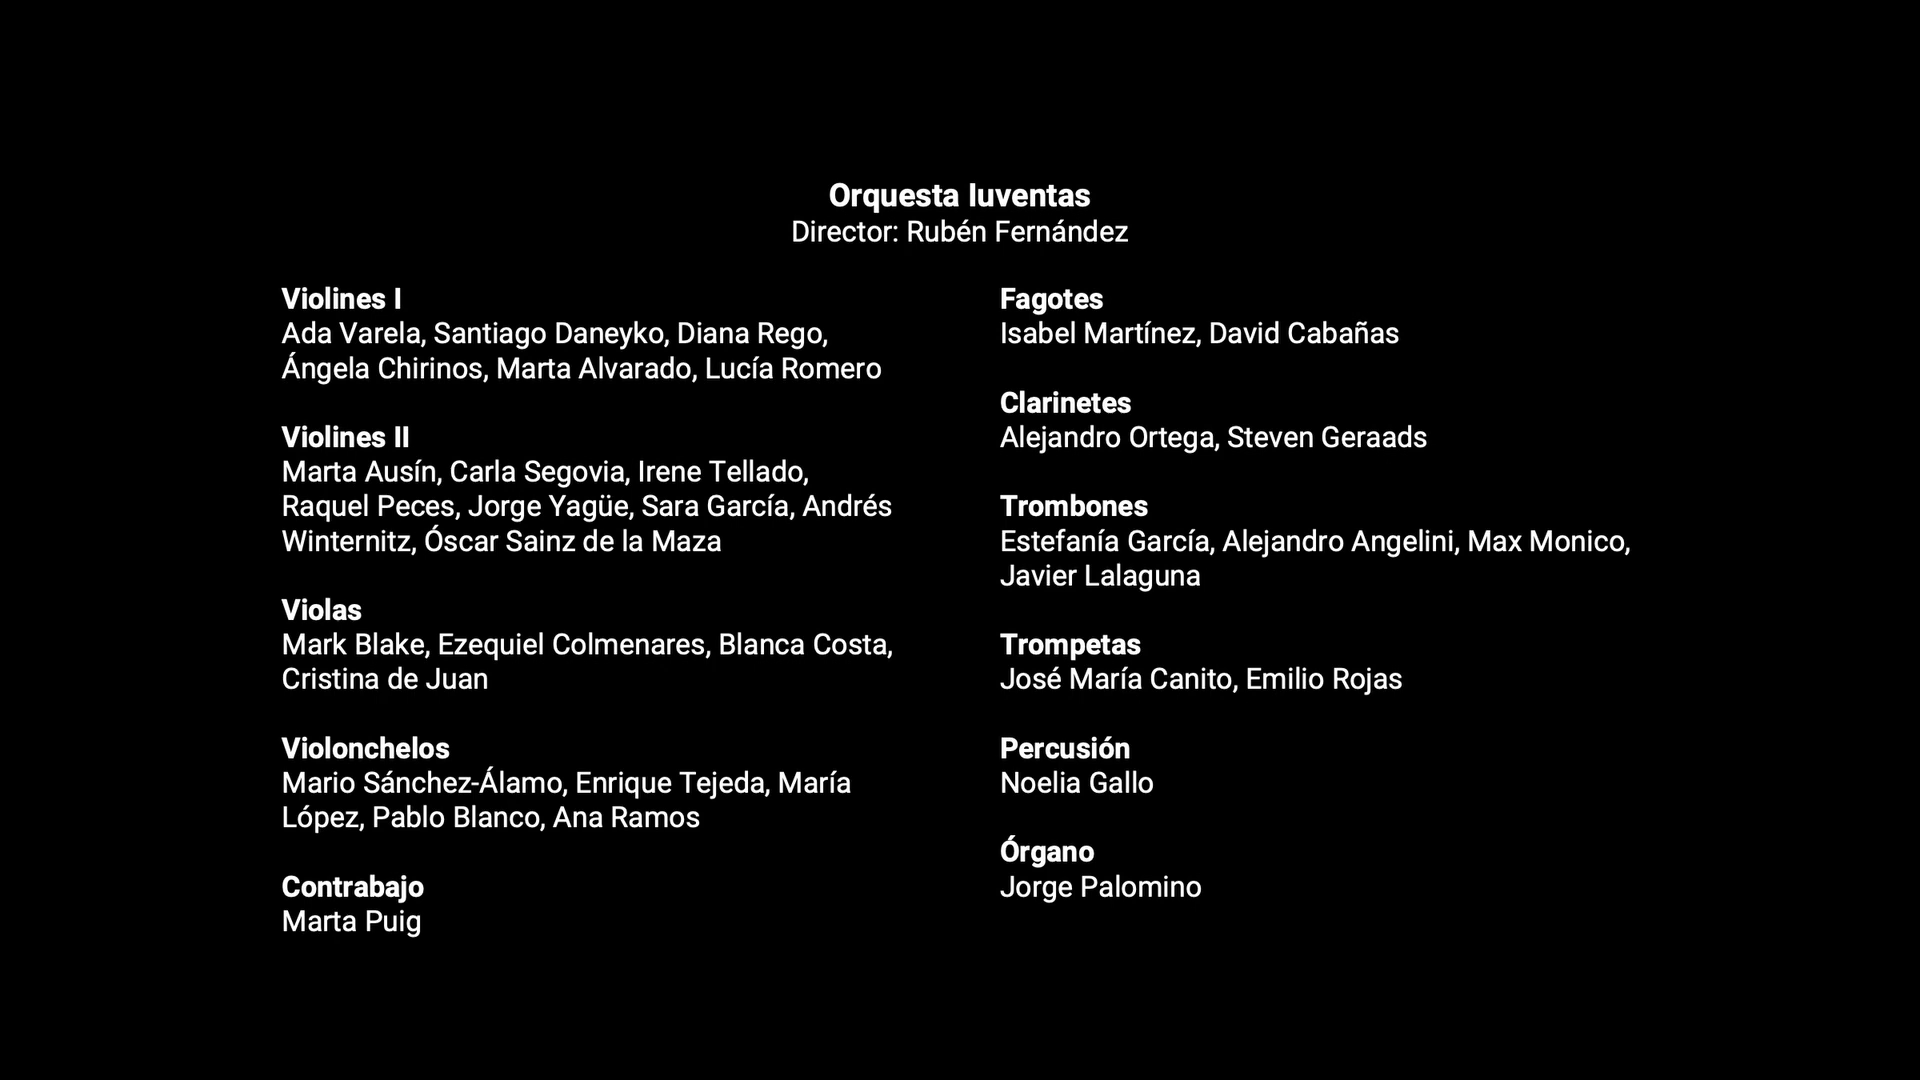 Orquesta Iuventas
Director: Rubén Fernández
Violines I
Ada Varela, Santiago Daneyko, Diana Rego,
Ángela Chirinos, Marta Alvarado, Lucía Romero
Violines II
Marta Ausín, Carla Segovia, Irene Tellado,
Raquel Peces, Jorge Yagüe, Sara García, Andrés
Winternitz, Óscar Sainz de la Maza
Violas
Mark Blake, Ezequiel Colmenares, Blanca Costa,
Cristina de Juan
Violonchelos
Mario Sánchez-Álamo, Enrique Tejeda, María
López, Pablo Blanco, Ana Ramos
Contrabajo
Marta Puig
Fagotes
Isabel Martínez, David Cabañas
Clarinetes
Alejandro Ortega, Steven Geraads
Trombones
Estefanía García, Alejandro Angelini, Max Monico,
Javier Lalaguna
Trompetas
José María Canito, Emilio Rojas
Percusión
Noelia Gallo
Órgano
Jorge Palomino